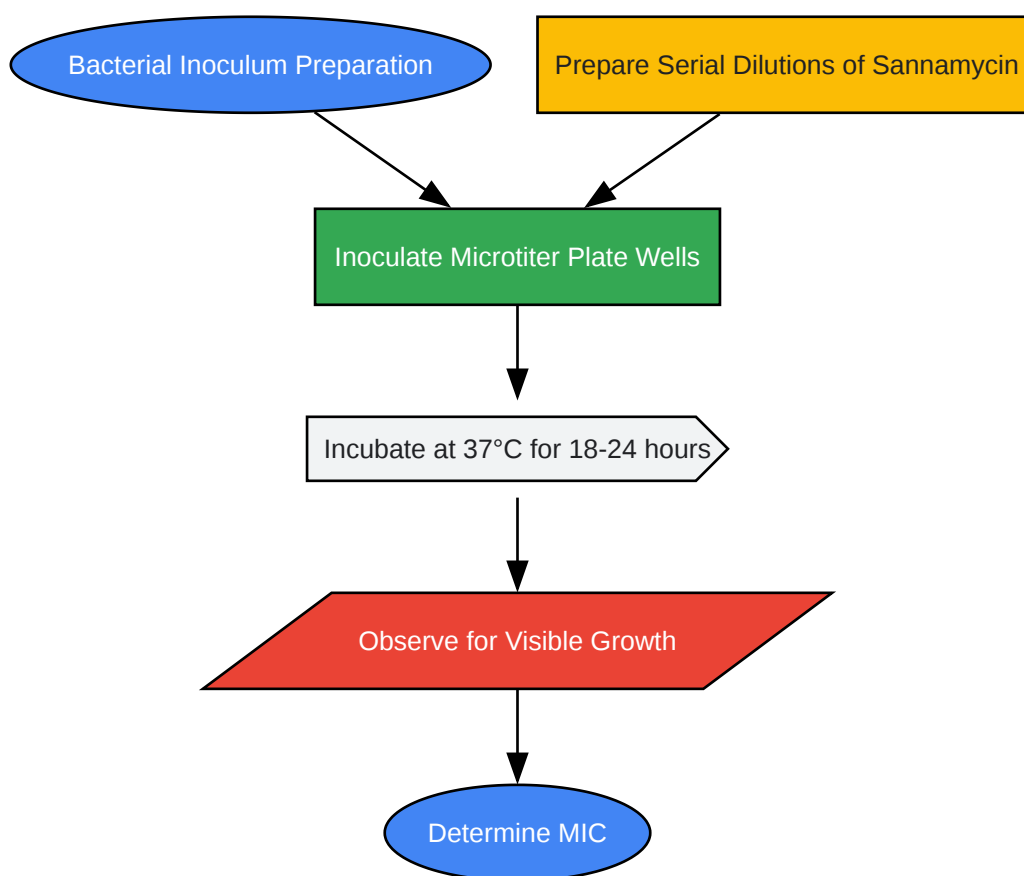 Bacterial Inoculum Preparation
Prepare Serial Dilutions of Sannamycin
Inoculate Microtiter Plate Wells
Incubate at 37°C for 18-24 hours
Observe for Visible Growth
Determine MIC